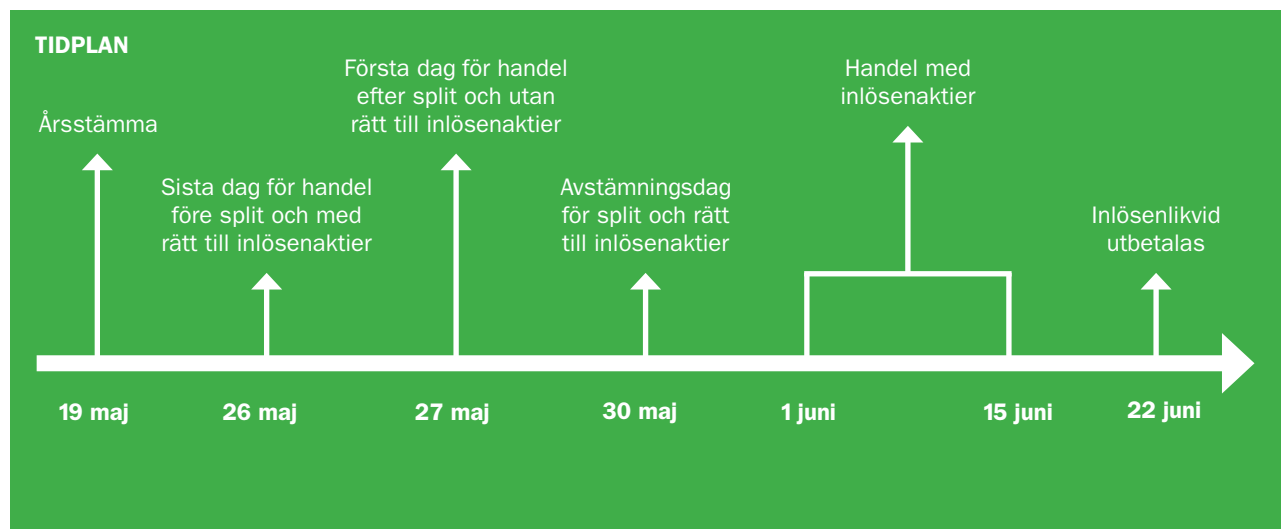 TIDPLAN
Årsstämma
Sista dag för handel
före split och med
rätt till inlösenaktier
Första dag för handel
efter split och utan
rätt till inlösenaktier
Avstämningsdag
för split och rätt
till inlösenaktier
Handel med
inlösenaktier
Inlösenlikvid
utbetalas
19 maj
26 maj
27 maj
30 maj
1 juni
15 juni
22 juni